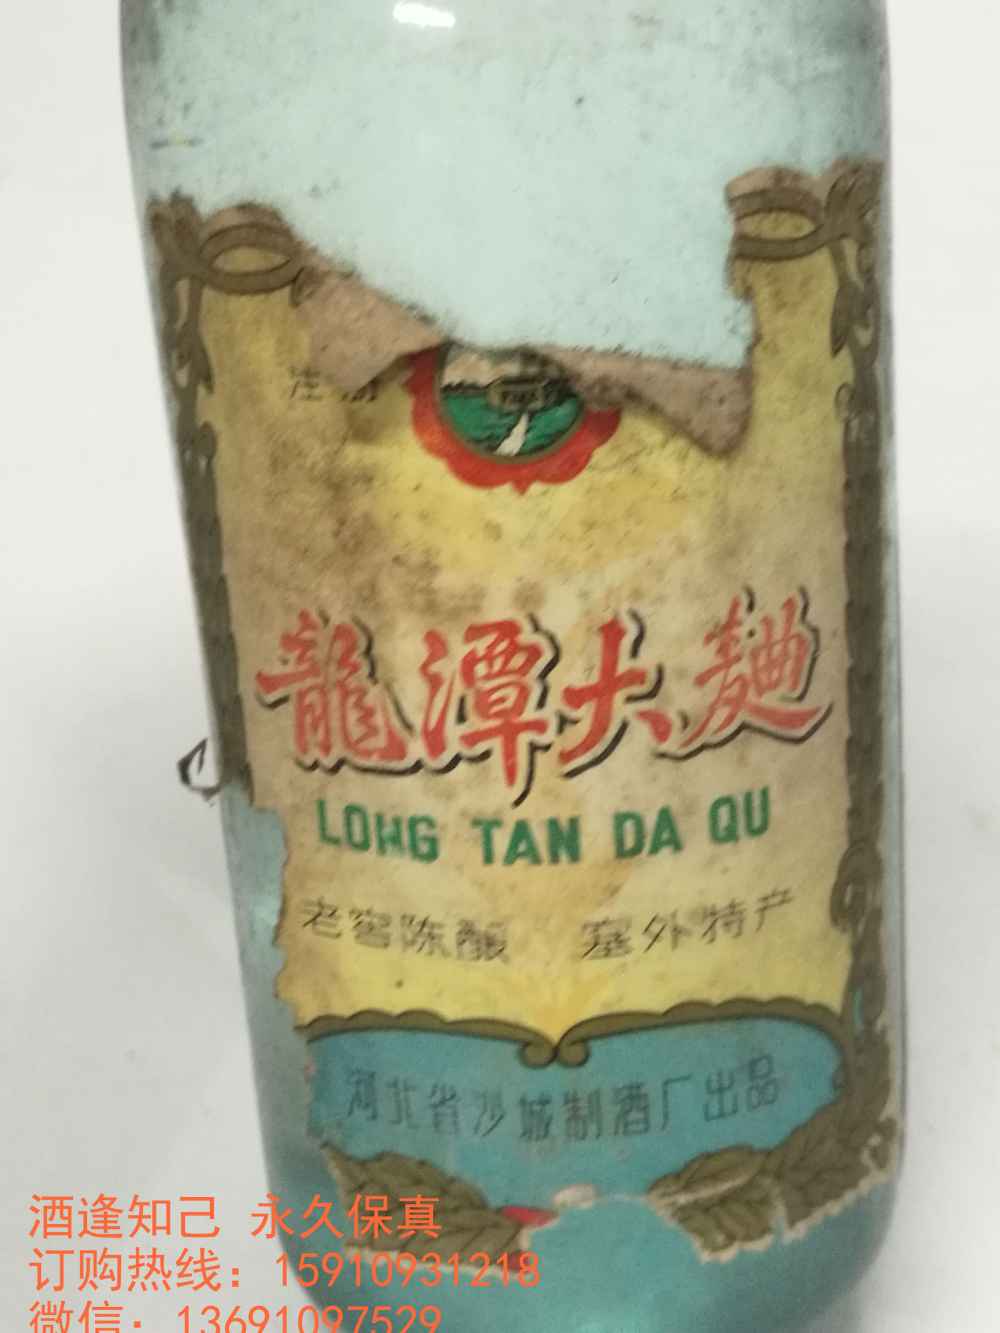 注册
龍潭大麯
LONG TAN DA QU
老窖陈酿 塞外特产
河北省沙城制酒厂出品
酒逢知己 永久保真
订购热线：15910931218
微信：13691097529